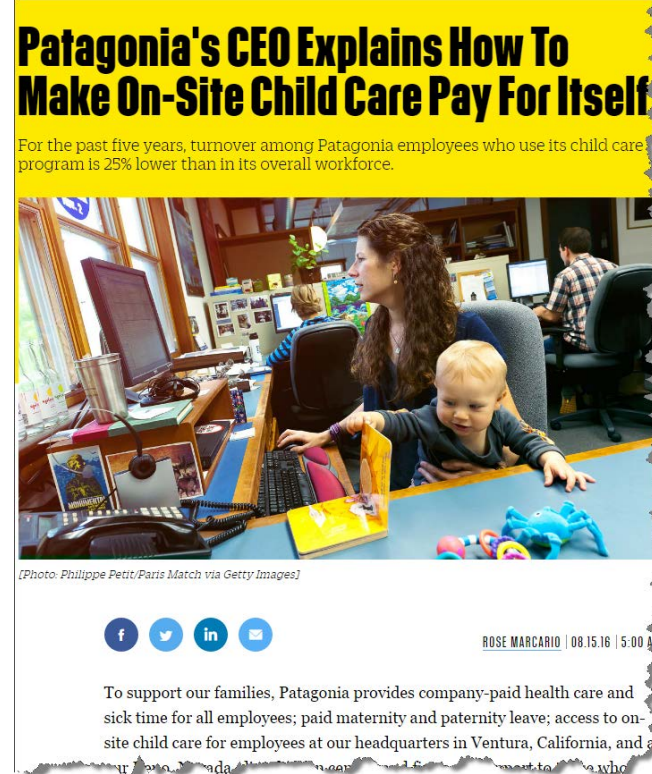 Patagonia's CEO Explains How To
Make On-Site Child Care Pay For Itself
For the past five years, turnover among Patagonia employees who use its child care
program is 25% lower than in its overall workforce.
[Photo: Philippe Petit/Paris Match via Getty Images]
ROSE MARCARIO | 08.15.16 | 5:00
To support our families, Patagonia provides company-paid health care and
sick time for all employees; paid maternity and paternity leave; access to on-
site child care for employees at our headquarters in Ventura, California, and